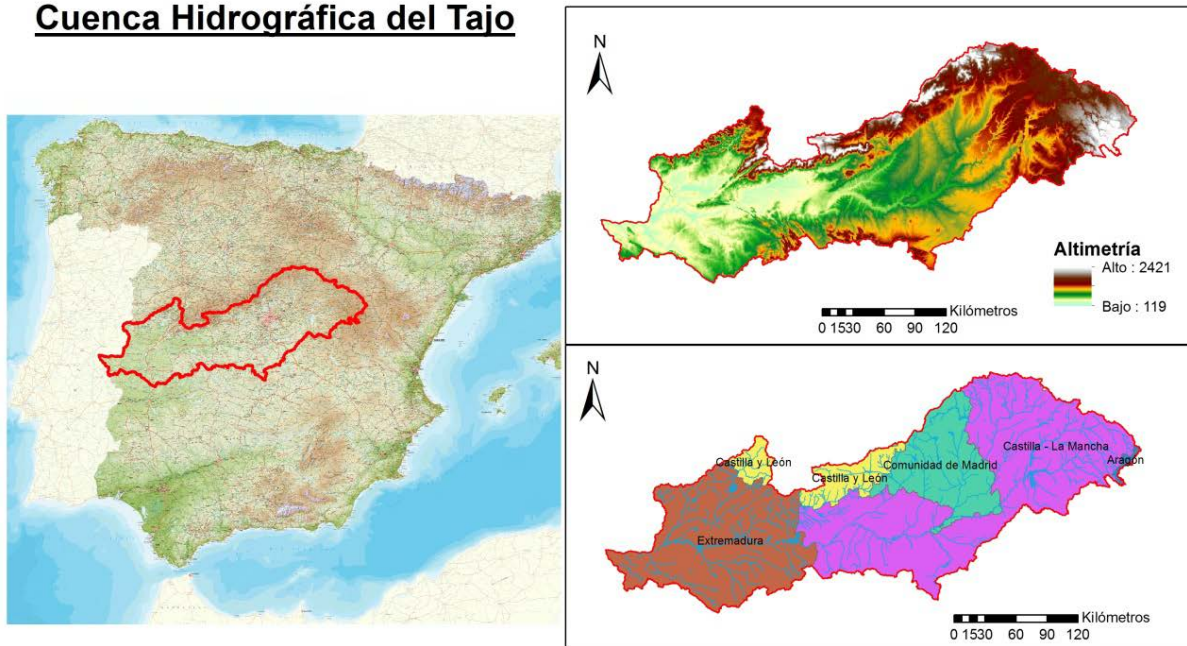 Cuenca Hidrográfica del Tajo
N
Altimetría
Alto : 2421
Bajo : 119
Kilómetros
0 1530 60 90 120
N
Castilla y León
Castilla y León
Comunidad de Madrid
Castilla - La Mancha
Aragón
Extremadura
Kilómetros
0 1530 60 90 120